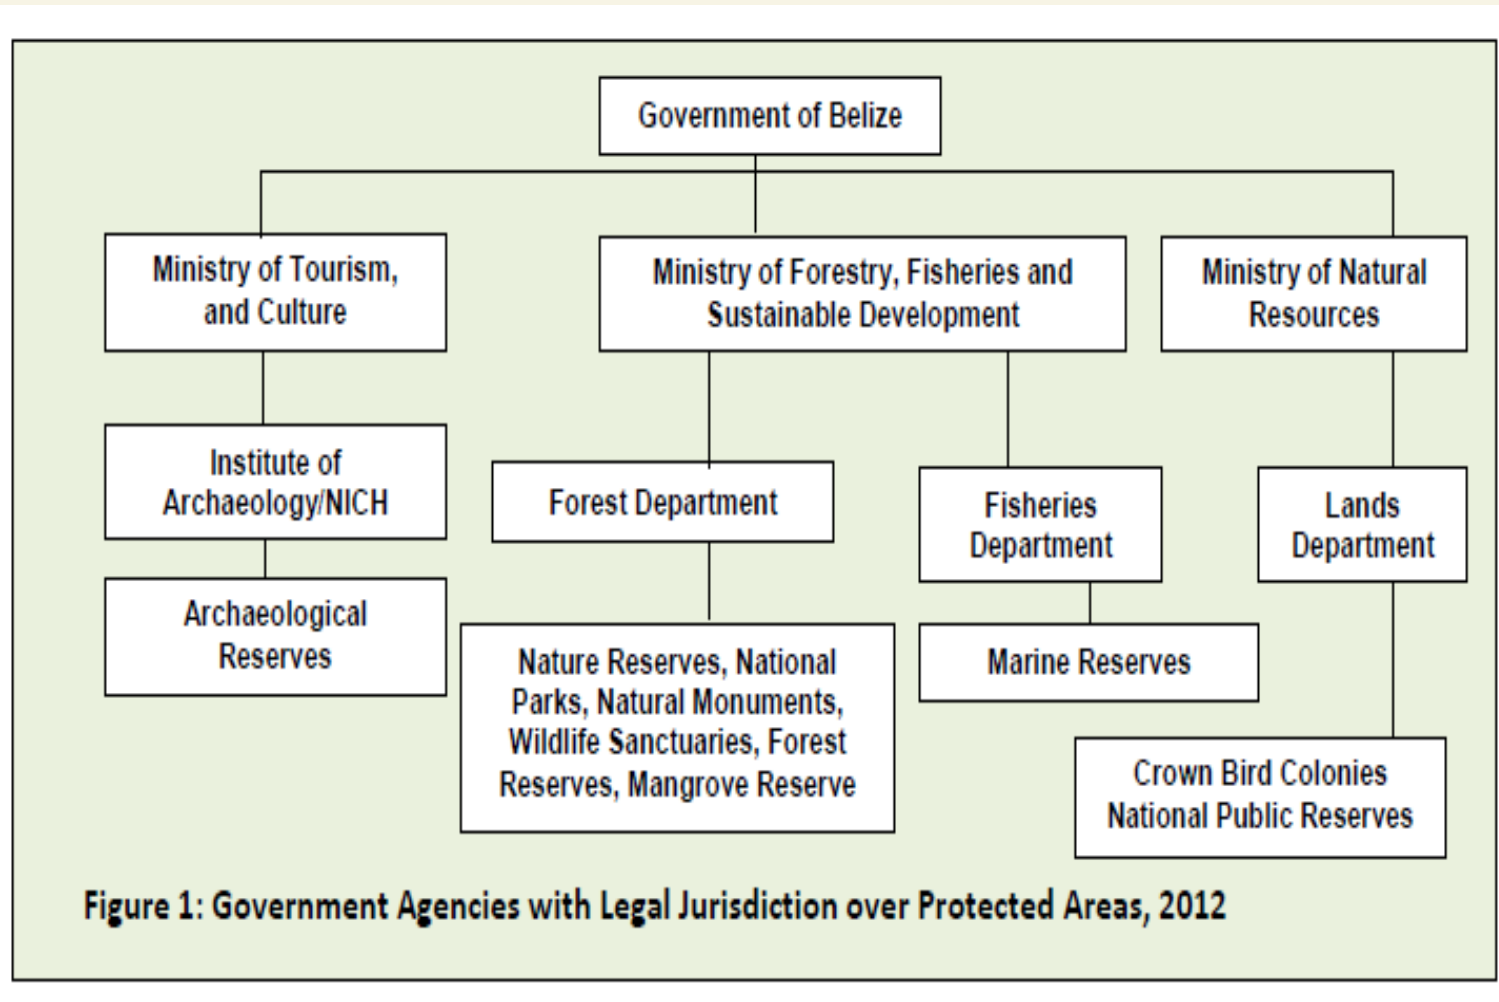 Government of Belize
Ministry of Tourism,
and Culture
Ministry of Forestry, Fisheries and
Sustainable Development
Ministry of Natural
Resources
Institute of
Archaeology/NICH
Forest Department
Fisheries
Department
Lands
Department
Archaeological
Reserves
Nature Reserves, National
Parks, Natural Monuments,
Wildlife Sanctuaries, Forest
Reserves, Mangrove Reserve
Marine Reserves
Crown Bird Colonies
National Public Reserves
Figure 1: Government Agencies with Legal Jurisdiction over Protected Areas, 2012